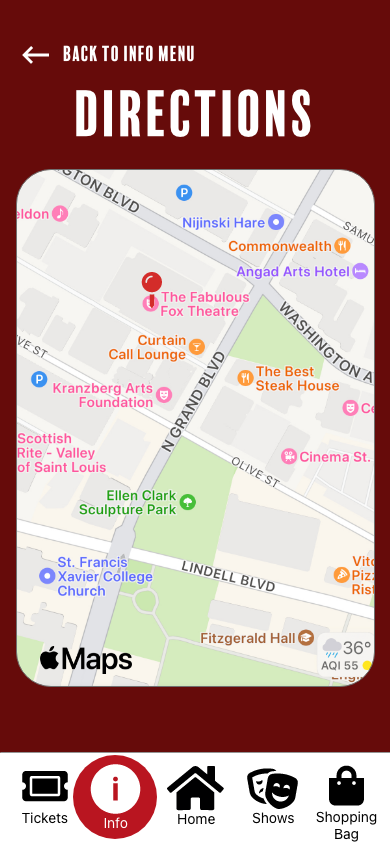 BACK TO INFO MENU
DIRECTIONS
GTON BLVD
P
eldon
Nijinski Hare
SAMU
Commonwealth
Angad Arts Hotel
The Fabulous
Fox Theatre
WASHINGTON A
Curtain
Call Lounge
VE ST
P
The Best
Steak House
Kranzberg Arts
Foundation
N GRAND BLVD
Ce
Scottish
Rite - Valley
of Saint Louis
Cinema St.
OLIVE ST
Ellen Clark
Sculpture Park
St. Francis
Xavier College
Church
LINDELL BLVD
Vito
Pizz
Rist
Fitzgerald Hall
36°
Maps
AQI 55
i
Tickets
Info
Home
Shows
Shopping
Bag